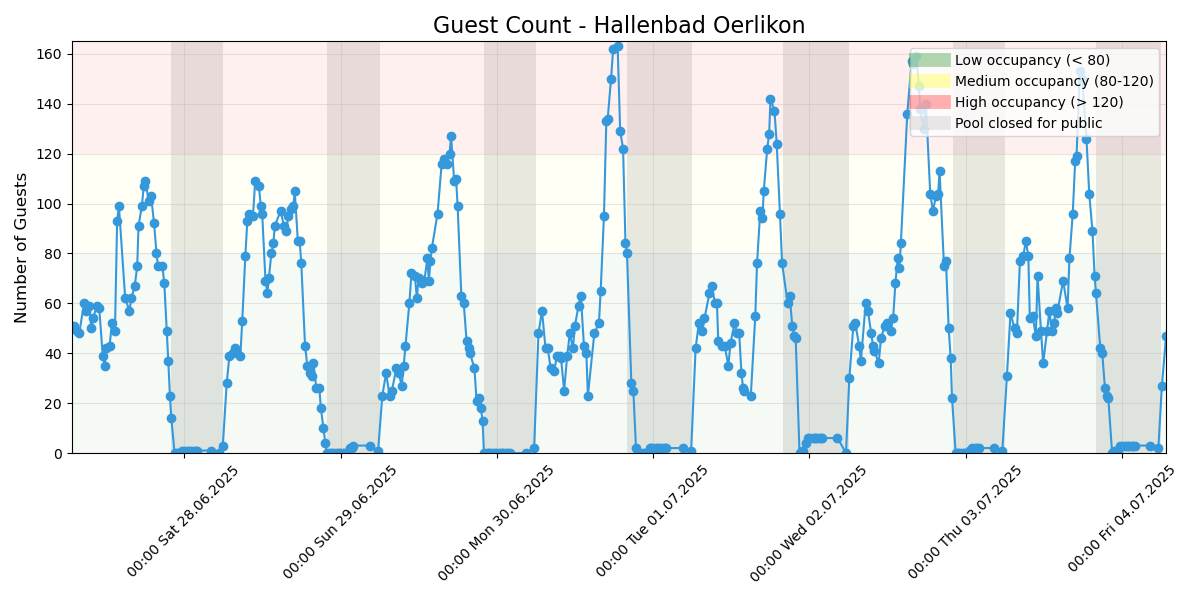 Guest Count - Hallenbad Oerlikon
Number of Guests
160
140
120
100
80
60
40
20
0
Low occupancy (< 80)
Medium occupancy (80-120)
High occupancy (> 120)
Pool closed for public
00:00 Sat 28.06.2025
00:00 Sun 29.06.2025
00:00 Mon 30.06.2025
00:00 Tue 01.07.2025
00:00 Wed 02.07.2025
00:00 Thu 03.07.2025
00:00 Fri 04.07.2025